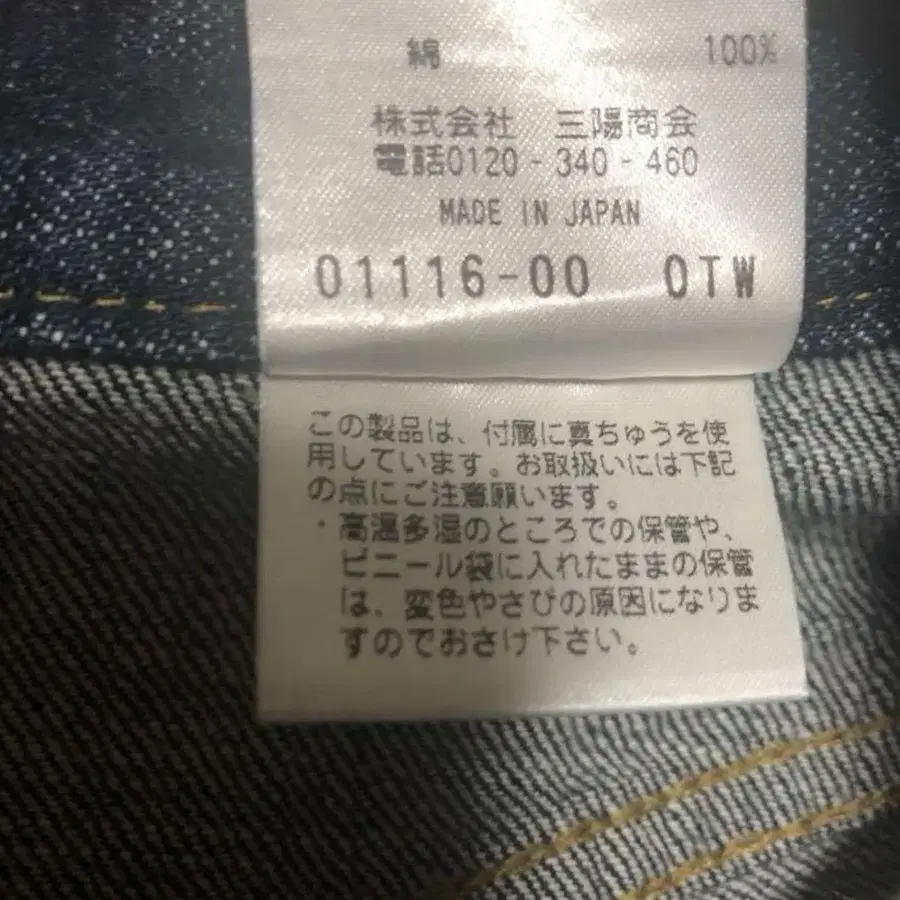 綿 100%
株式会社 三陽商会
電話0120-340-460
MADE IN JAPAN
01116-00 0TW
この製品は、付属に真ちゅうを使
用しています。お取扱いには下記
の点にご注意願います。
・高温多湿のところでの保管や、
ビニール袋に入れたままの保管
は、変色やさびの原因になりま
すのでおさけ下さい。